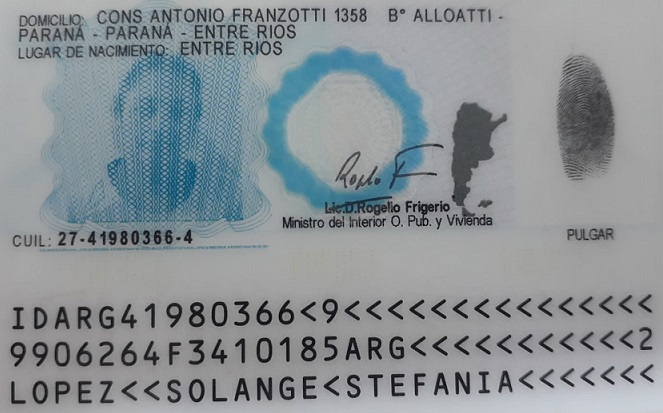 DOMICILIO: CONS ANTONIO FRANZOTTI 1358 B° ALLOATTI -
PARANÁ - PARANÁ - ENTRE RIOS
LUGAR DE NACIMIENTO: ENTRE RIOS
Lic.D.Rogelio Frigerio
Ministro del Interior O. Pub. y Vivienda
CUIL: 27-41980366-4
PULGAR
IDARG41980366<9<<<<<<<<<<<<<<<
9906264F3410185ARG<<<<<<<<<<<2
LOPEZ<<SOLANGE<STEFANIA<<<<<<<